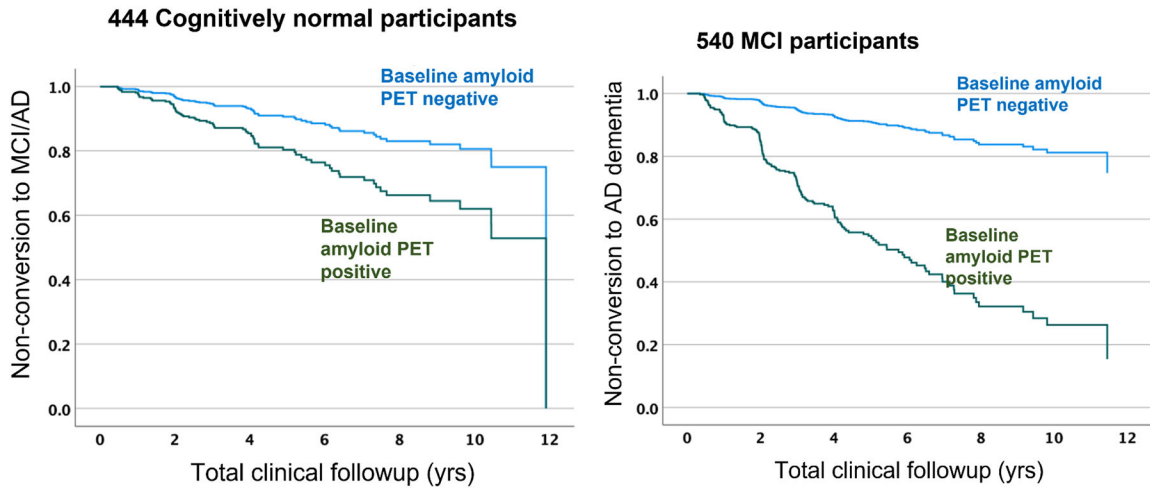 444 Cognitively normal participants
Baseline amyloid
PET negative
Baseline
amyloid PET
positive
Non-conversion to MCI/AD
1.0
0.8
0.6
0.4
0.2
0.0
0 2 4 6 8 10 12
Total clinical followup (yrs)
540 MCI participants
Baseline amyloid
PET negative
Baseline
amyloid PET
positive
Non-conversion to AD dementia
1.0
0.8
0.6
0.4
0.2
0.0
0 2 4 6 8 10 12
Total clinical followup (yrs)